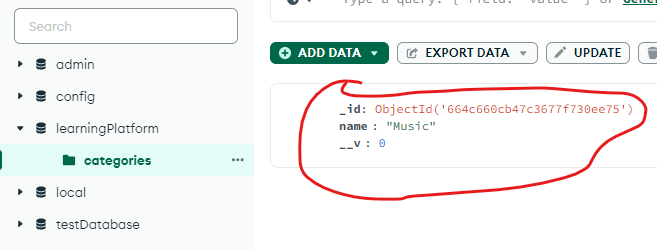 Search
admin
config
learningPlatform
categories
local
testDatabase
Type a query: { field: 'value' } or Gene
ADD DATA
EXPORT DATA
UPDATE
_id: ObjectId('664c660cb47c3677f730ee75')
name : "Music"
__v : 0